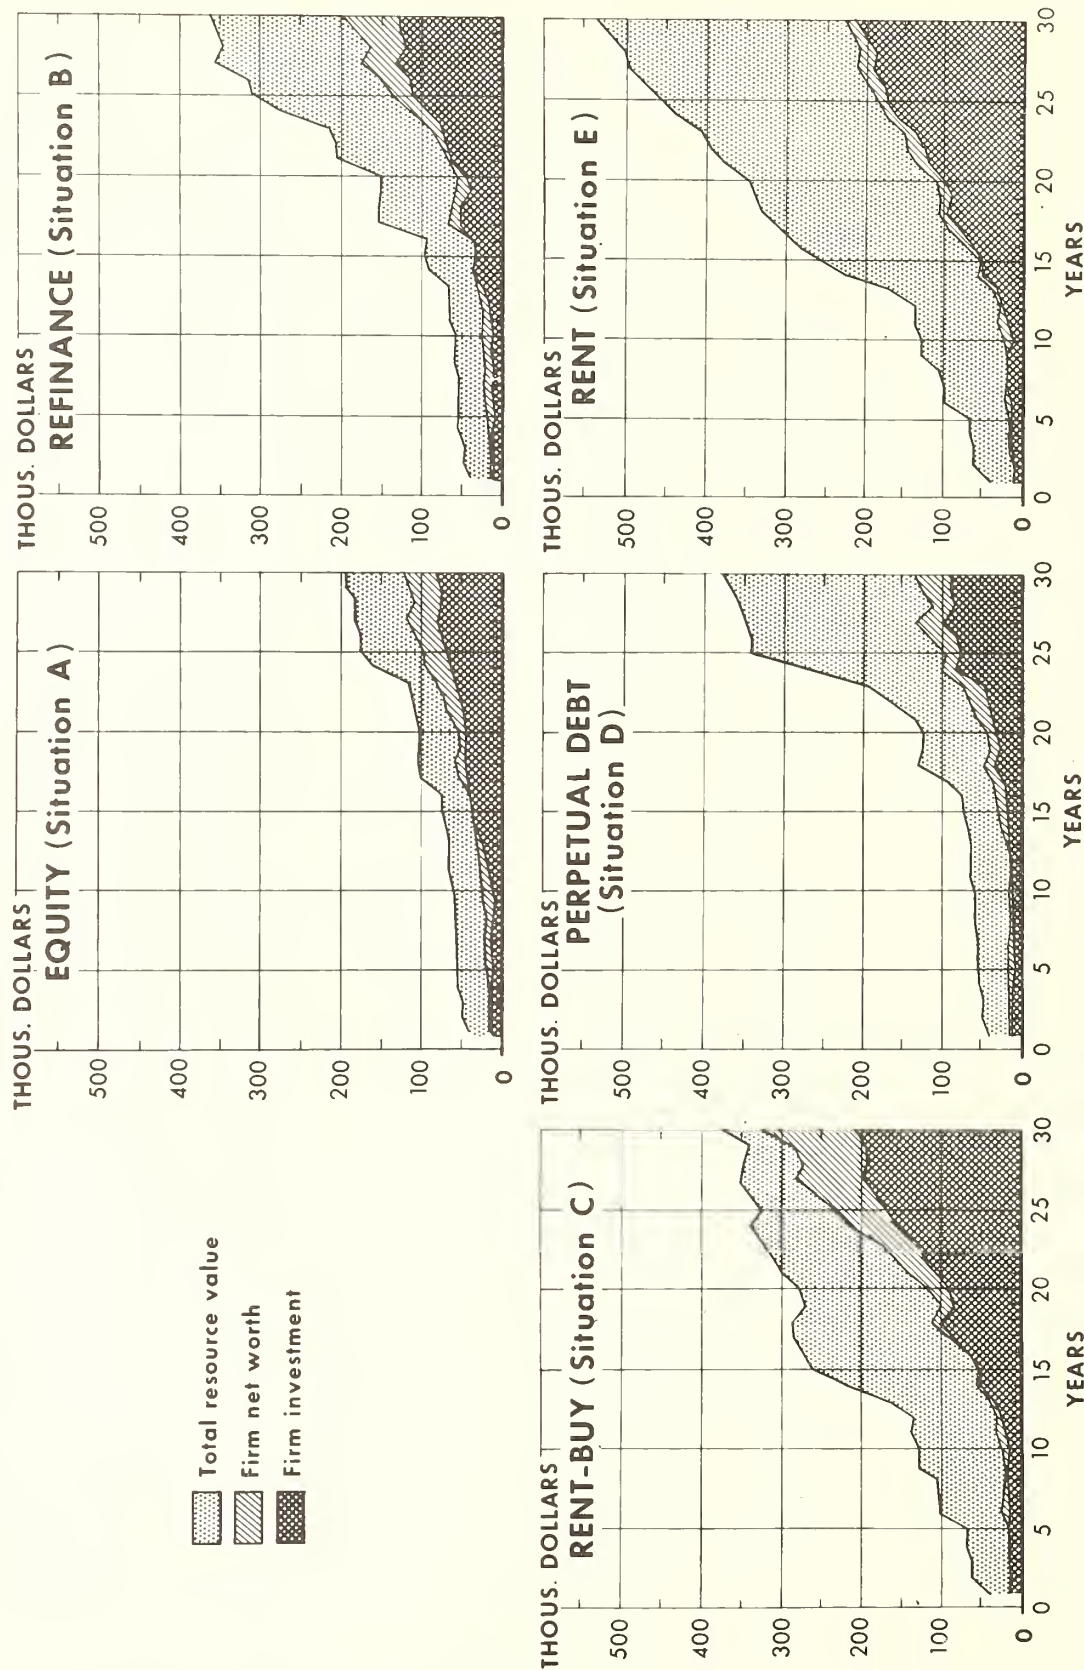 Total resource value
Firm net worth
Firm investment
THOUS. DOLLARS
EQUITY (Situation A)
500
400
300
200
100
0
THOUS. DOLLARS
REFINANCE (Situation B)
500
400
300
200
100
0
THOUS. DOLLARS
RENT-BUY (Situation C)
500
400
300
200
100
0
0 5 10 15 20 25 30
YEARS
THOUS. DOLLARS
PERPETUAL DEBT
(Situation D)
500
400
300
200
100
0
0 5 10 15 20 25 30
YEARS
THOUS. DOLLARS
RENT (Situation E)
500
400
300
200
100
0
0 5 10 15 20 25 30
YEARS